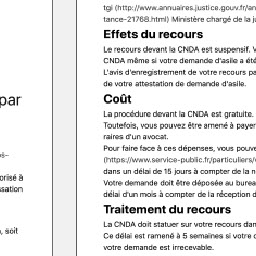 par
s-
orisé à
ssation
, soit
tgi (http://www.annuaires.justice.gouv.fr/an
tance-21768.html) Ministère chargé de la ju
Effets du recours
Le recours devant la CNDA est suspensif. V
CNDA même si votre demande d'asile a été
L'avis d'enregistrement de votre recours pa
de votre attestation de demande d'asile.
Coût
La procédure devant la CNDA est gratuite.
Toutefois, vous pouvez être amené à payer
raires d'un avocat.
Pour faire face à ces dépenses, vous pouve
(https://www.service-public.fr/particuliers/v
dans un délai de 15 jours à compter de la n
Votre demande doit être déposée au burea
délai d'un mois à compter de la réception d
Traitement du recours
La CNDA doit statuer sur votre recours dan
Ce délai est ramené à 5 semaines si votre d
votre demande est irrecevable.